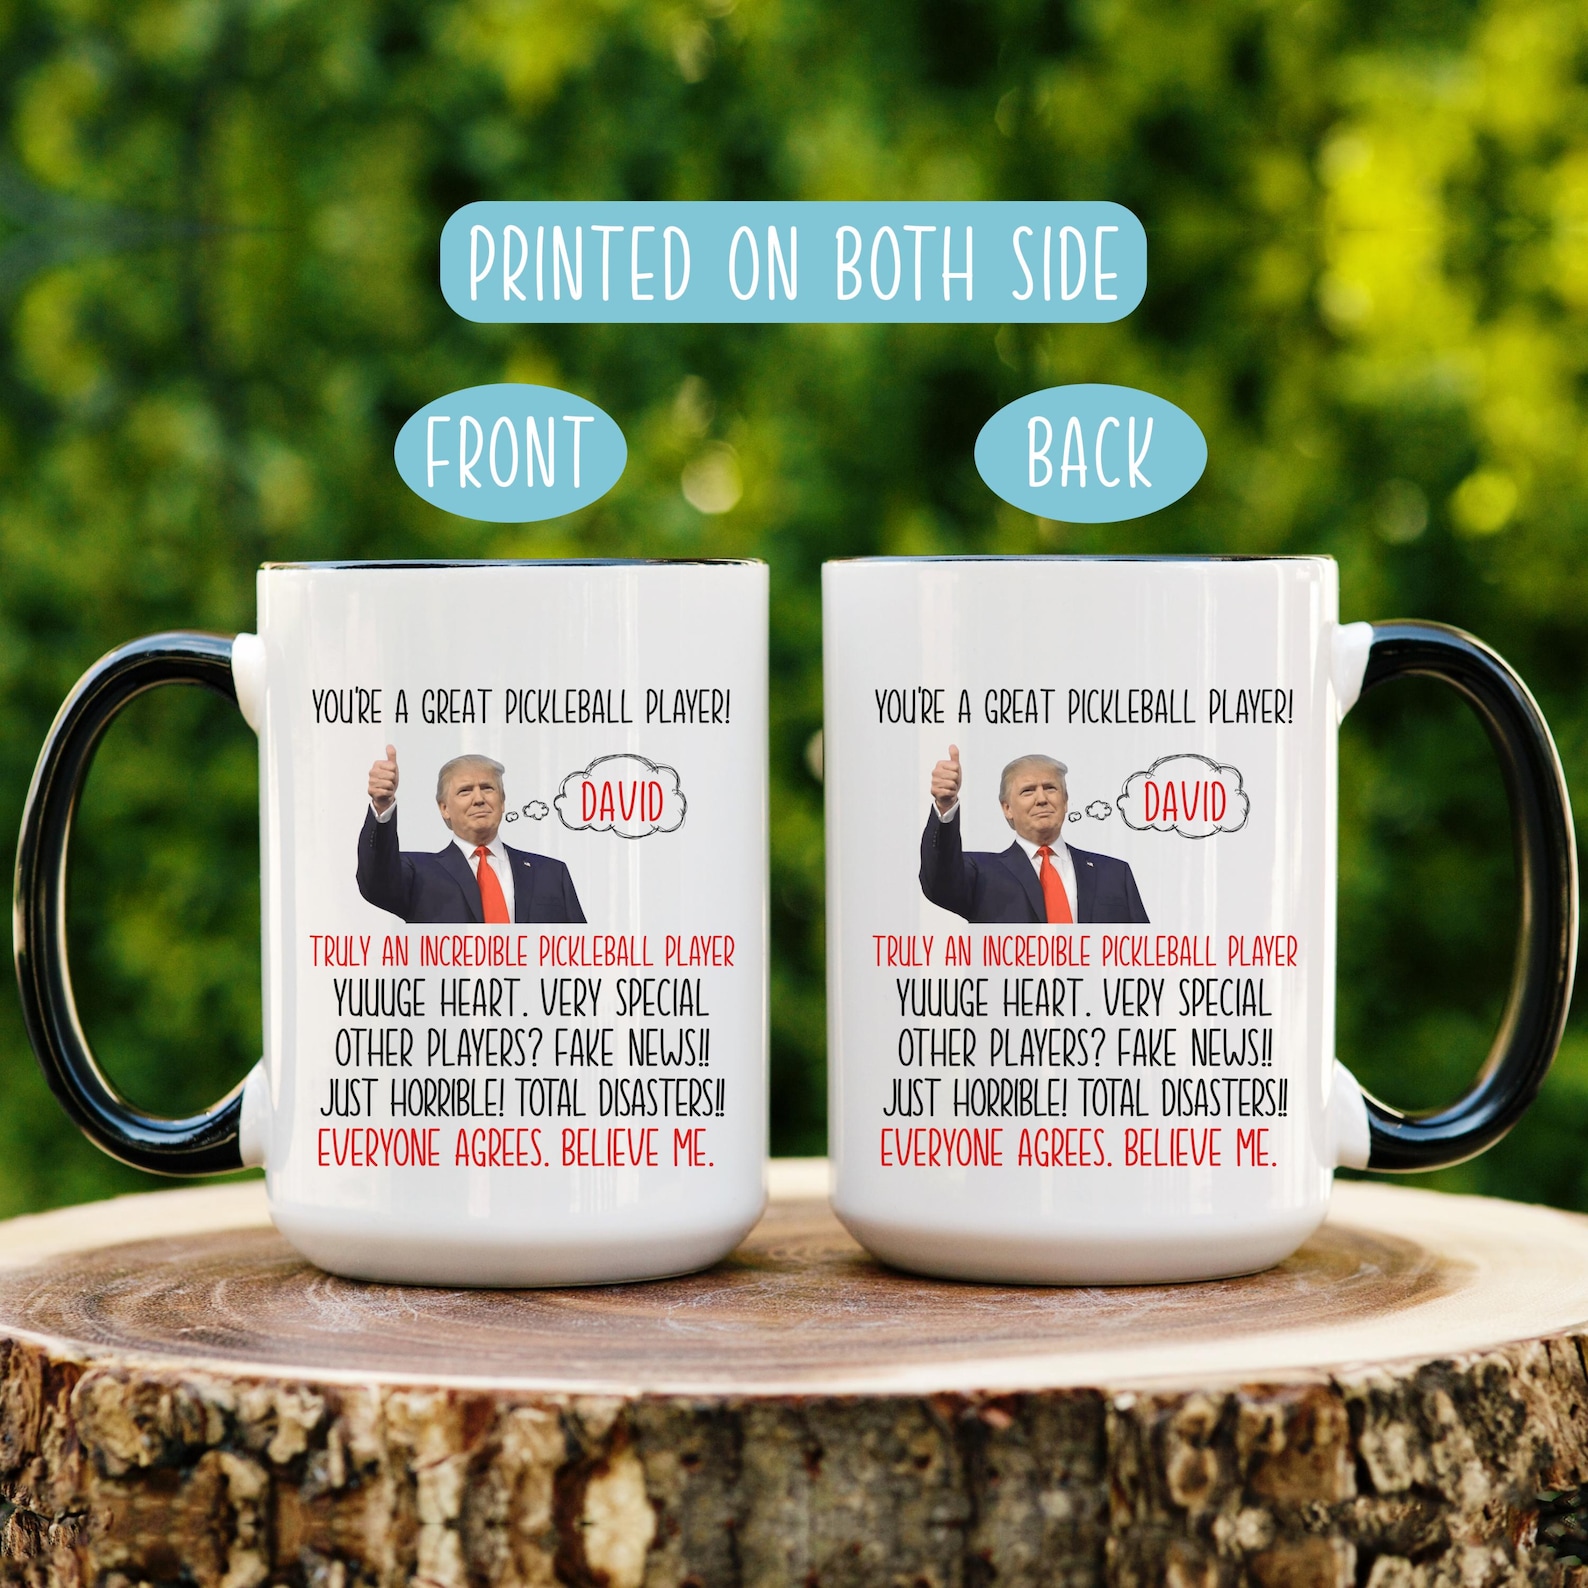 PRINTED ON BOTH SIDE
FRONT
BACK
YOU'RE A GREAT PICKLEBALL PLAYER!
DAVID
TRULY AN INCREDIBLE PICKLEBALL PLAYER
YUUUGE HEART. VERY SPECIAL
OTHER PLAYERS? FAKE NEWS!!
JUST HORRIBLE! TOTAL DISASTERS!!
EVERYONE AGREES. BELIEVE ME.
YOU'RE A GREAT PICKLEBALL PLAYER!
DAVID
TRULY AN INCREDIBLE PICKLEBALL PLAYER
YUUUGE HEART. VERY SPECIAL
OTHER PLAYERS? FAKE NEWS!!
JUST HORRIBLE! TOTAL DISASTERS!!
EVERYONE AGREES. BELIEVE ME.